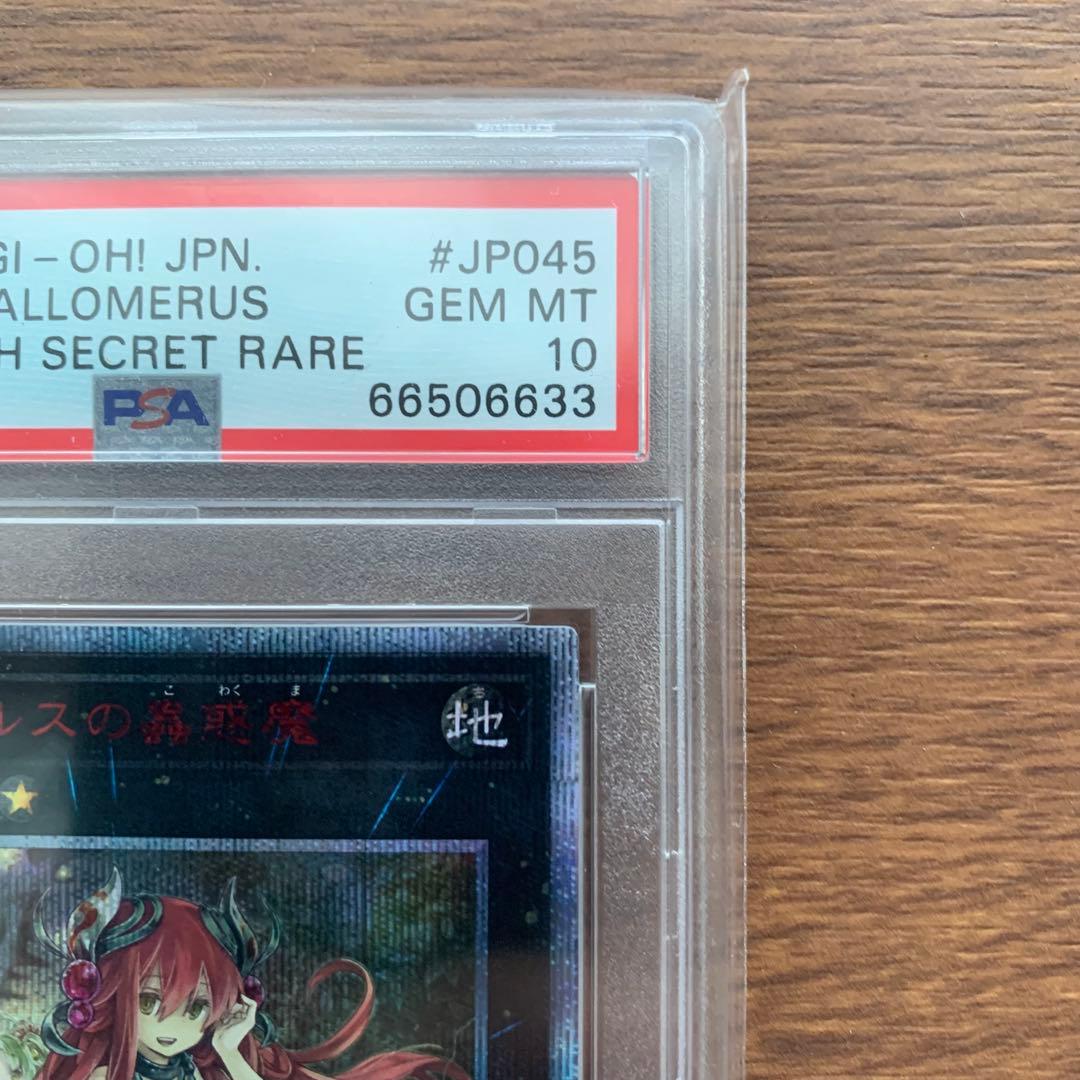 GI-OH! JPN. #JP045
ALLOMERUS GEM MT
H SECRET RARE 10
PSA 66506633
こ わく ま
ルスの蟲惑魔 地